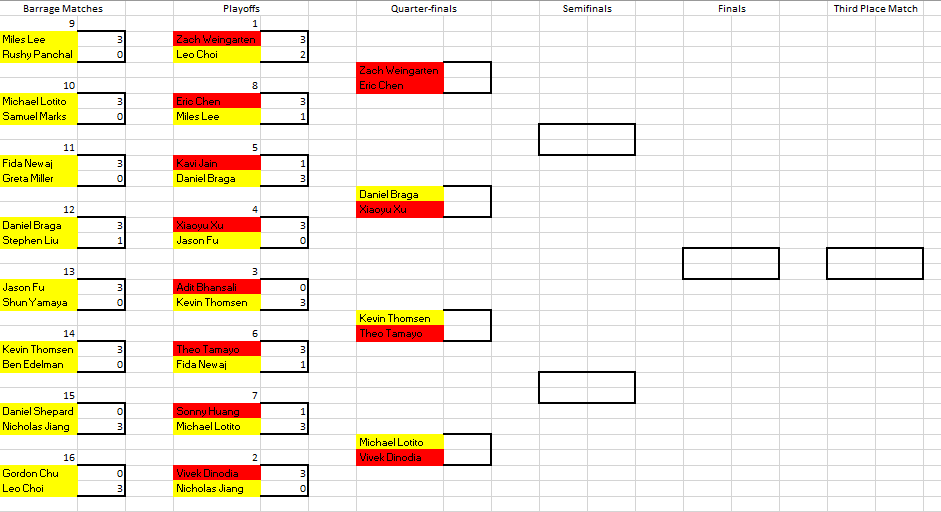 Barrage Matches Playoffs Quarter-finals Semifinals Finals Third Place Match
9 1
Miles Lee 3 Zach Weingarten 3
Rushy Panchal 0 Leo Choi 2
Zach Weingarten
10 8 Eric Chen
Michael Lotito 3 Eric Chen 3
Samuel Marks 0 Miles Lee 1
11 5
Fida Newaj 3 Kavi Jain 1
Greta Miller 0 Daniel Braga 3
Daniel Braga
12 4 Xiaoyu Xu
Daniel Braga 3 Xiaoyu Xu 3
Stephen Liu 1 Jason Fu 0
13 3
Jason Fu 3 Adit Bhansali 0
Shun Yamaya 0 Kevin Thomsen 3
Kevin Thomsen
14 6 Theo Tamayo
Kevin Thomsen 3 Theo Tamayo 3
Ben Edelman 0 Fida Newaj 1
15 7
Daniel Shepard 0 Sonny Huang 1
Nicholas Jiang 3 Michael Lotito 3
Michael Lotito
16 2 Vivek Dinodia
Gordon Chu 0 Vivek Dinodia 3
Leo Choi 3 Nicholas Jiang 0